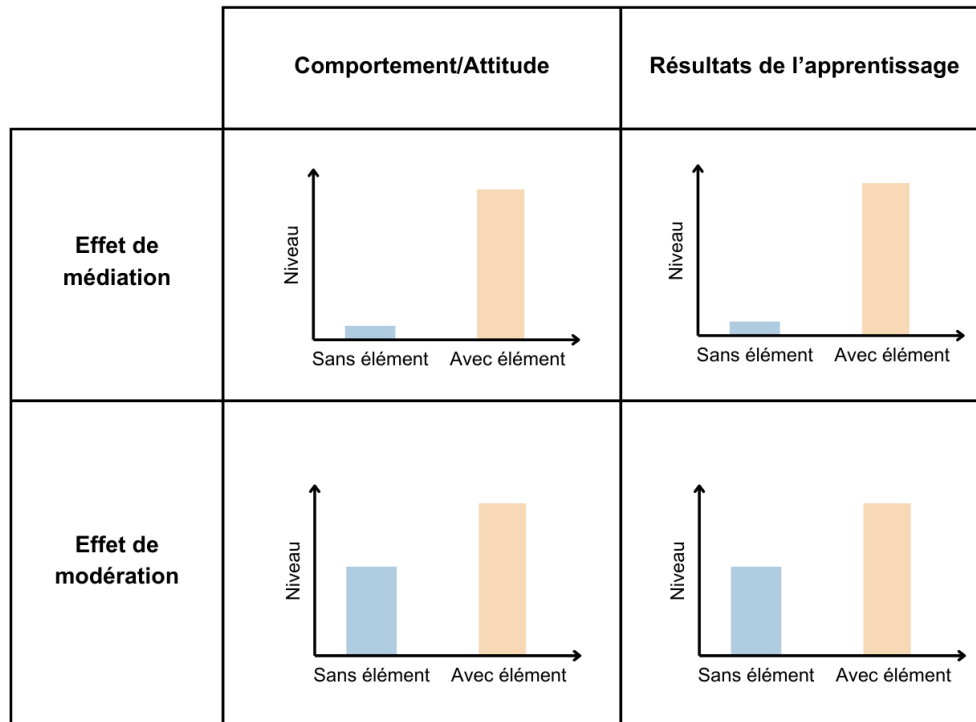 Comportement/Attitude
Résultats de l'apprentissage
Effet de
médiation
Niveau
Sans élément
Avec élément
Niveau
Sans élément
Avec élément
Effet de
modération
Niveau
Sans élément
Avec élément
Niveau
Sans élément
Avec élément